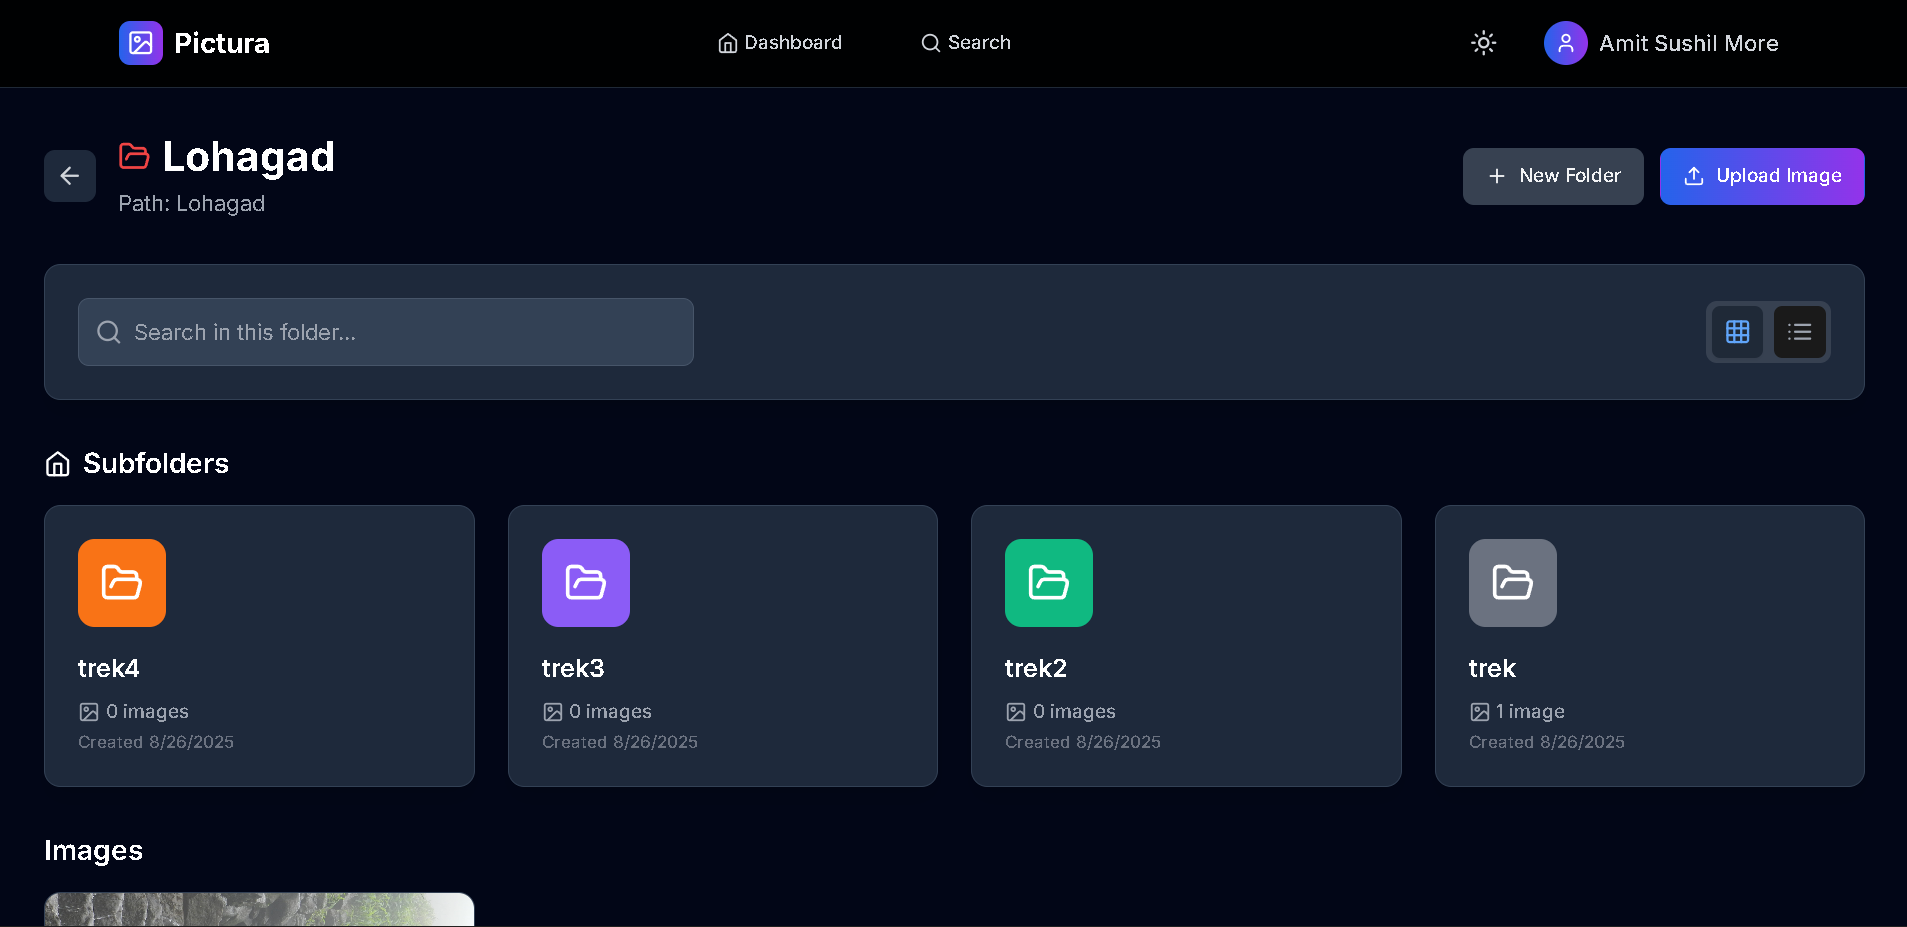 Pictura
Dashboard
Search
Amit Sushil More
Lohagad
Path: Lohagad
New Folder
Upload Image
Search in this folder...
Subfolders
trek4
0 images
Created 8/26/2025
trek3
0 images
Created 8/26/2025
trek2
0 images
Created 8/26/2025
trek
1 image
Created 8/26/2025
Images